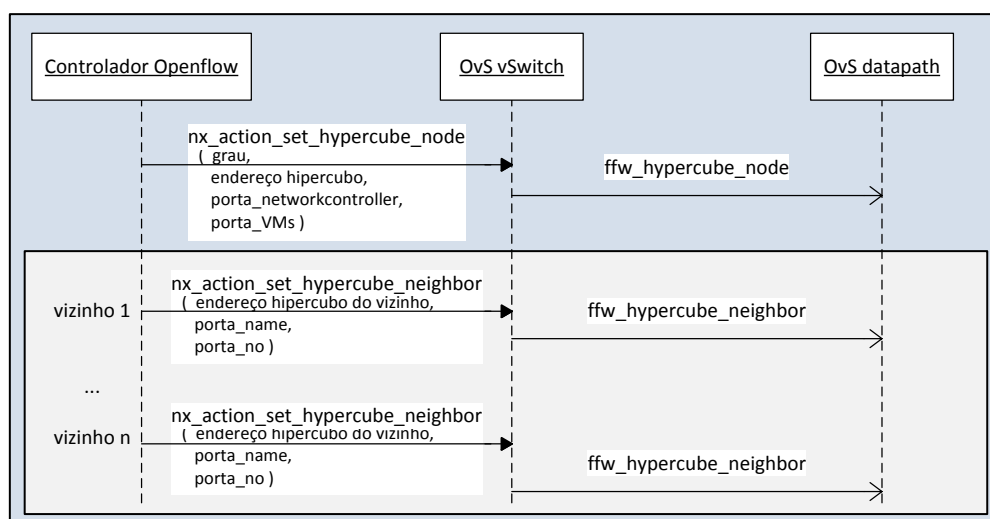 Controlador Openflow
OvS vSwitch
OvS datapath
nx_action_set_hypercube_node
( grau,
endereço hipercubo,
porta_networkcontroller,
porta_VMs )
ffw_hypercube_node
nx_action_set_hypercube_neighbor
vizinho 1
( endereço hipercubo do vizinho,
porta_name,
porta_no )
ffw_hypercube_neighbor
...
nx_action_set_hypercube_neighbor
vizinho n
( endereço hipercubo do vizinho,
porta_name,
porta_no )
ffw_hypercube_neighbor